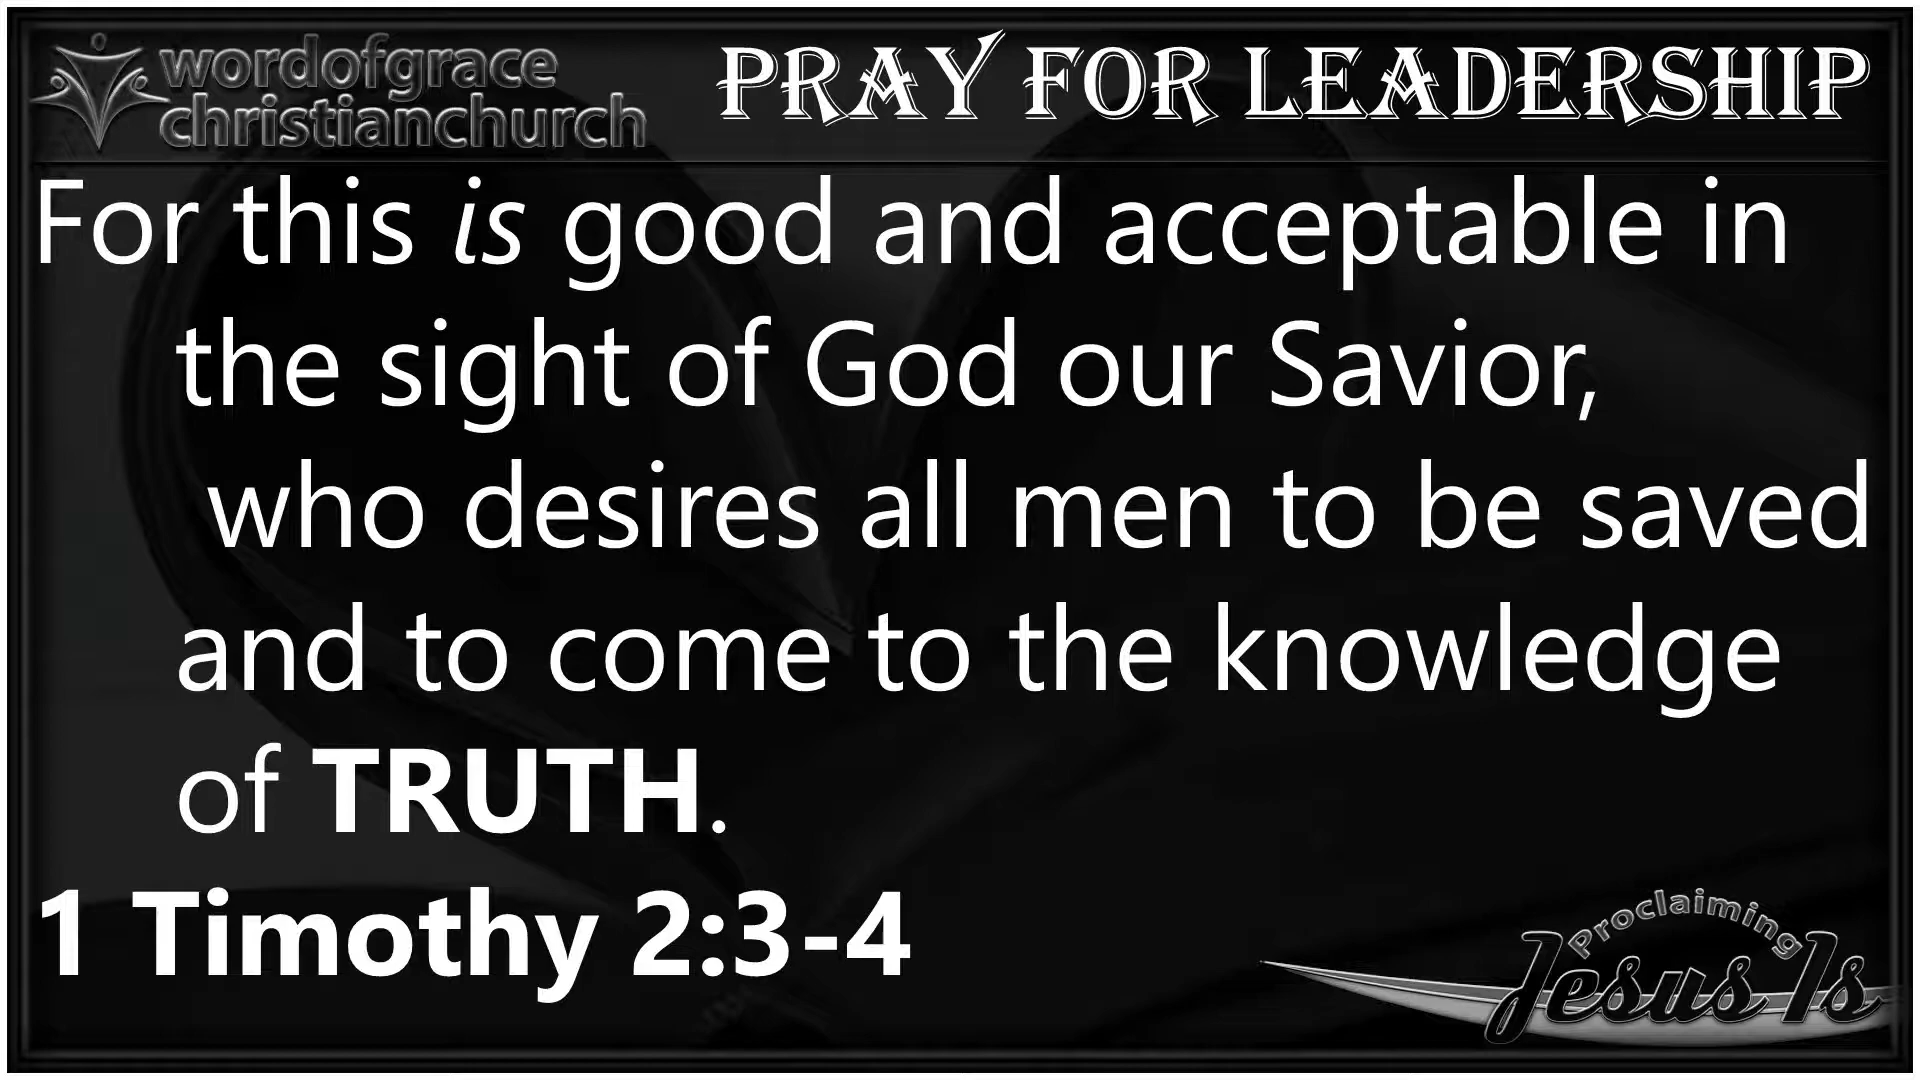 wordofgrace
christianchurch
PRAY FOR LEADERSHIP
For this is good and acceptable in
the sight of God our Savior,
who desires all men to be saved
and to come to the knowledge
of TRUTH.
1 Timothy 2:3-4
Proclaiming
Jesus Is